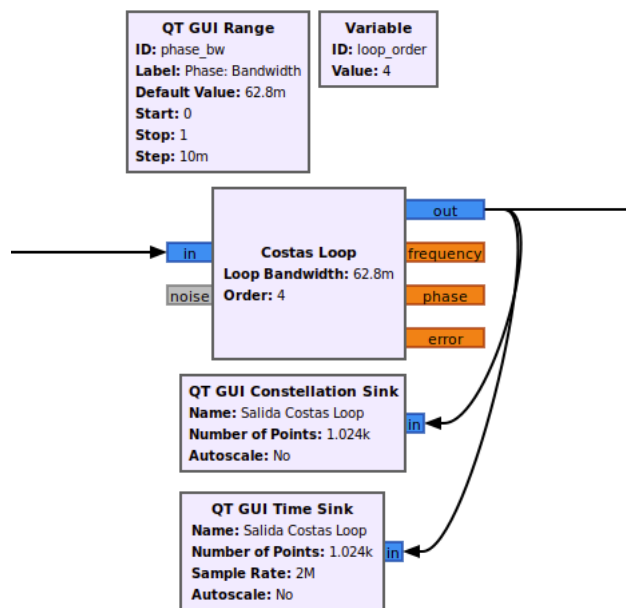 QT GUI Range
ID: phase_bw
Label: Phase: Bandwidth
Default Value: 62.8m
Start: 0
Stop: 1
Step: 10m
Variable
ID: loop_order
Value: 4
in
noise
Costas Loop
Loop Bandwidth: 62.8m
Order: 4
out
frequency
phase
error
QT GUI Constellation Sink
Name: Salida Costas Loop
Number of Points: 1.024k
Autoscale: No
in
QT GUI Time Sink
Name: Salida Costas Loop
Number of Points: 1.024k
Sample Rate: 2M
Autoscale: No
in